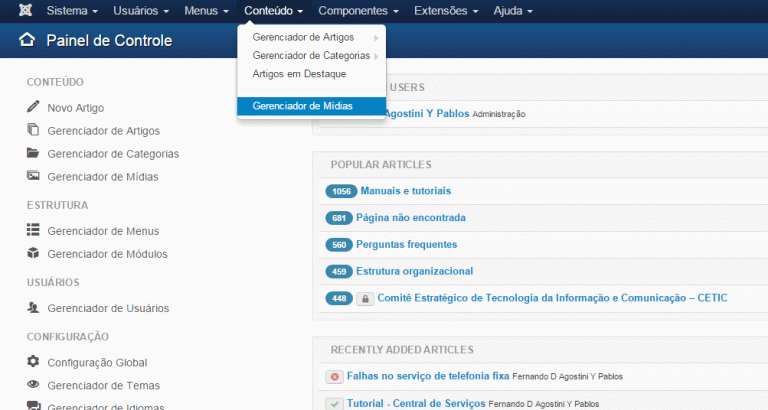 Sistema Usuários Menus Conteúdo Componentes Extensões Ajuda
Painel de Controle
Gerenciador de Artigos
Gerenciador de Categorias
Artigos em Destaque
Gerenciador de Mídias
CONTEÚDO
Novo Artigo
Gerenciador de Artigos
Gerenciador de Categorias
Gerenciador de Mídias
ESTRUTURA
Gerenciador de Menus
Gerenciador de Módulos
USUÁRIOS
Gerenciador de Usuários
CONFIGURAÇÃO
Configuração Global
Gerenciador de Temas
Gerenciador de Idiomas
USERS
Agostini Y Pablos Administração
POPULAR ARTICLES
1056 Manuais e tutoriais
681 Página não encontrada
560 Perguntas frequentes
459 Estrutura organizacional
448 Comitê Estratégico de Tecnologia da Informação e Comunicação – CETIC
RECENTLY ADDED ARTICLES
Falhas no serviço de telefonia fixa Fernando D Agostini Y Pablos
Tutorial - Central de Serviços Fernando D Agostini Y Pablos